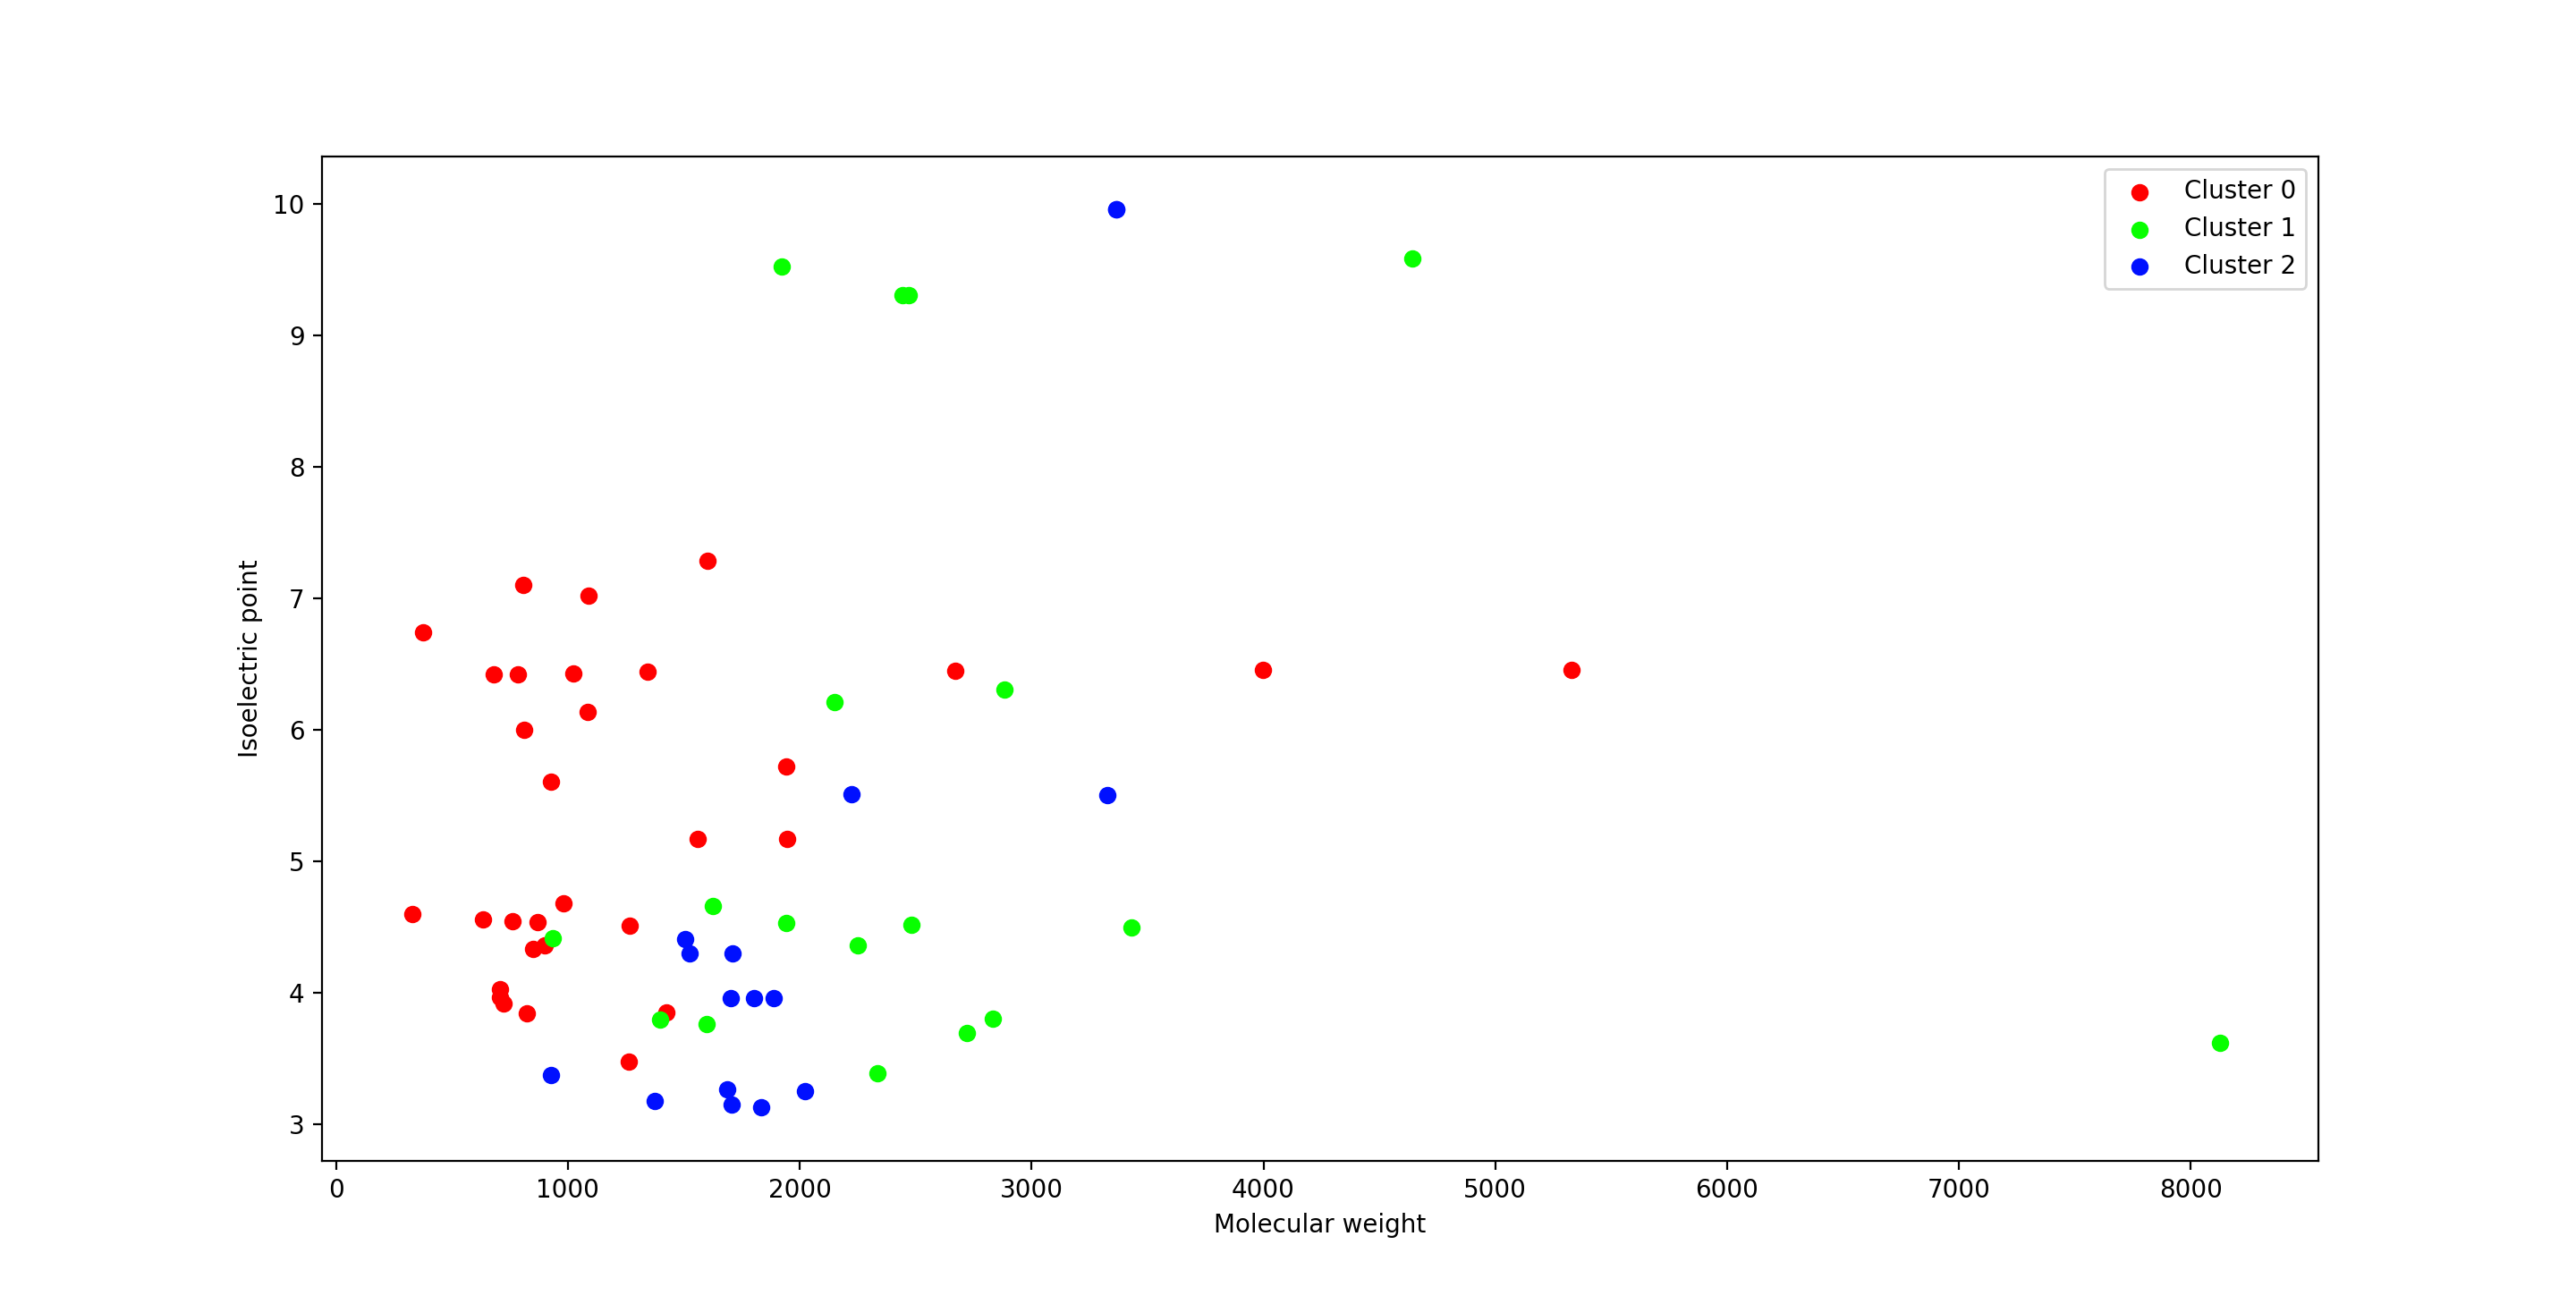 Cluster 0
Cluster 1
Cluster 2
10
9
8
7
6
5
4
3
Isoelectric point
0 1000 2000 3000 4000 5000 6000 7000 8000
Molecular weight